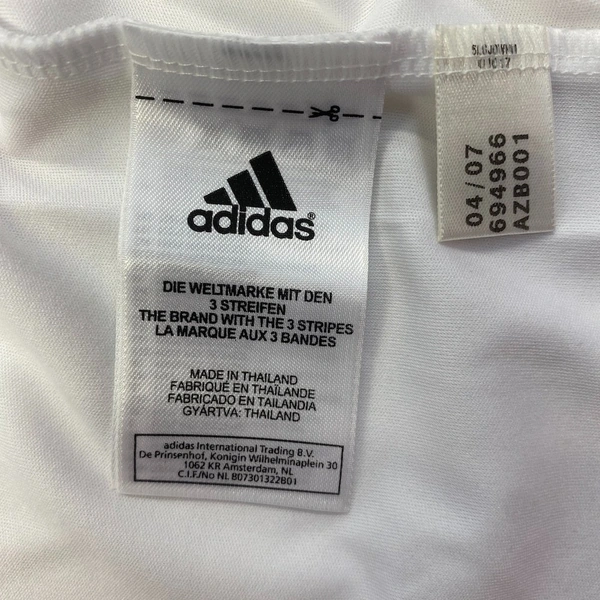 adidas®
DIE WELTMARKE MIT DEN
3 STREIFEN
THE BRAND WITH THE 3 STRIPES
LA MARQUE AUX 3 BANDES
MADE IN THAILAND
FABRIQUÉ EN THAÏLANDE
FABRICADO EN TAILANDIA
GYÁRTVA: THAILAND
adidas International Trading B.V.
De Prinsenhof, Konigin Wilhelminaplein 30
1062 KR Amsterdam, NL
C.I.F./No NL 807301322B01
04/07
694966
AZB001